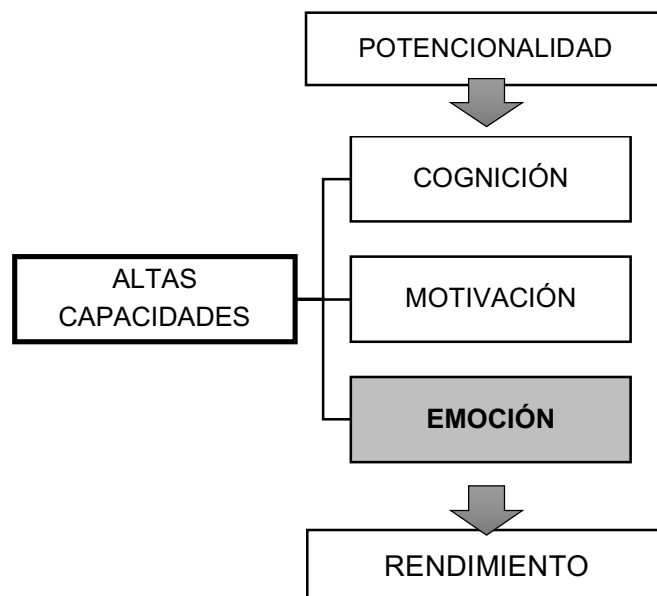 POTENCIONALIDAD
COGNICIÓN
ALTAS
CAPACIDADES
MOTIVACIÓN
EMOCIÓN
RENDIMIENTO